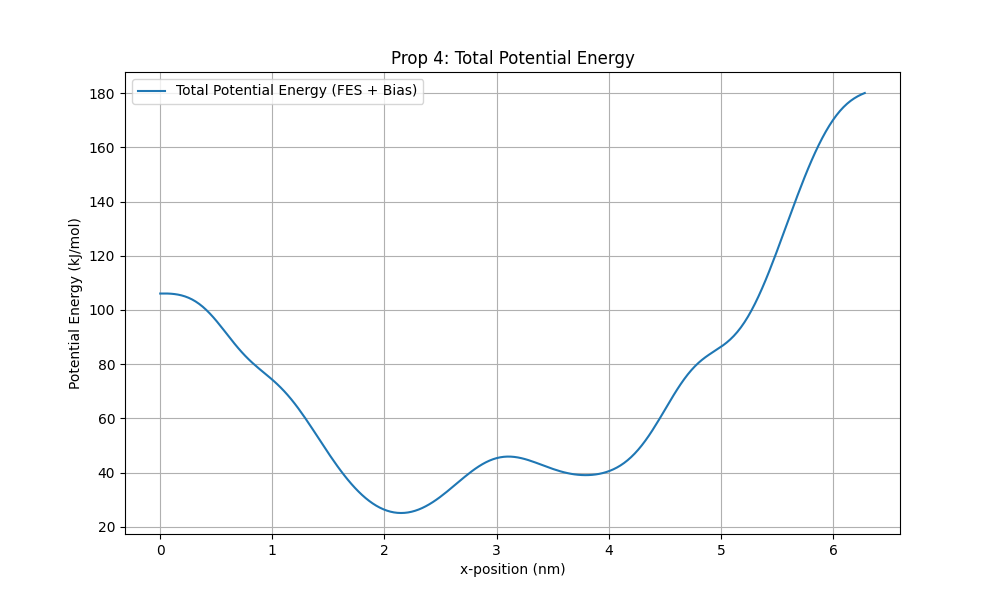 Prop 4: Total Potential Energy
Total Potential Energy (FES + Bias)
Potential Energy (kJ/mol)
180
160
140
120
100
80
60
40
20
0 1 2 3 4 5 6
x-position (nm)